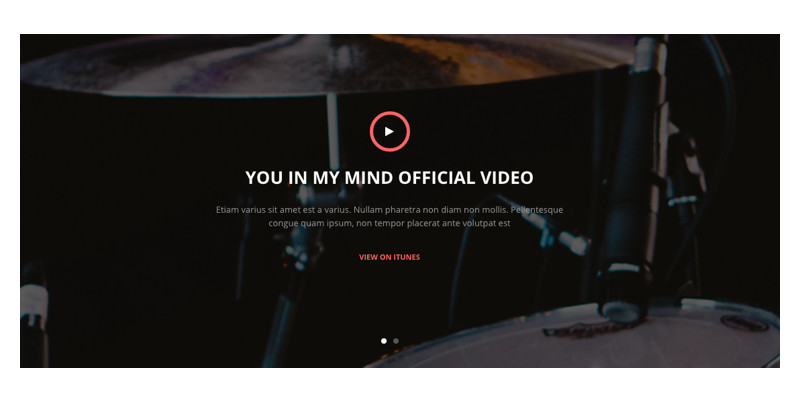 YOU IN MY MIND OFFICIAL VIDEO
Etiam varius sit amet est a varius. Nullam pharetra non diam non mollis. Pellentesque
congue quam ipsum, non tempor placerat ante volutpat est
VIEW ON ITUNES